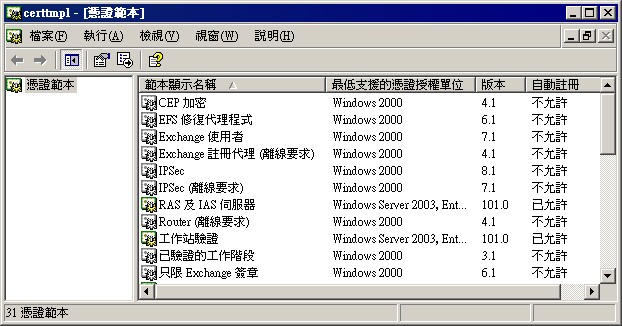 certtmpl - [憑證範本]
檔案(F) 執行(A) 檢視(V) 視窗(W) 說明(H)
憑證範本
範本顯示名稱 最低支援的憑證授權單位 版本 自動註冊
CEP 加密 Windows 2000 4.1 不允許
EFS 修復代理程式 Windows 2000 6.1 不允許
Exchange 使用者 Windows 2000 7.1 不允許
Exchange 註冊代理 (離線要求) Windows 2000 4.1 不允許
IPSec Windows 2000 8.1 不允許
IPSec (離線要求) Windows 2000 7.1 不允許
RAS 及 IAS 伺服器 Windows Server 2003, Ent... 101.0 已允許
Router (離線要求) Windows 2000 4.1 不允許
工作站驗證 Windows Server 2003, Ent... 101.0 已允許
已驗證的工作階段 Windows 2000 3.1 不允許
只限 Exchange 簽章 Windows 2000 6.1 不允許
31 憑證範本